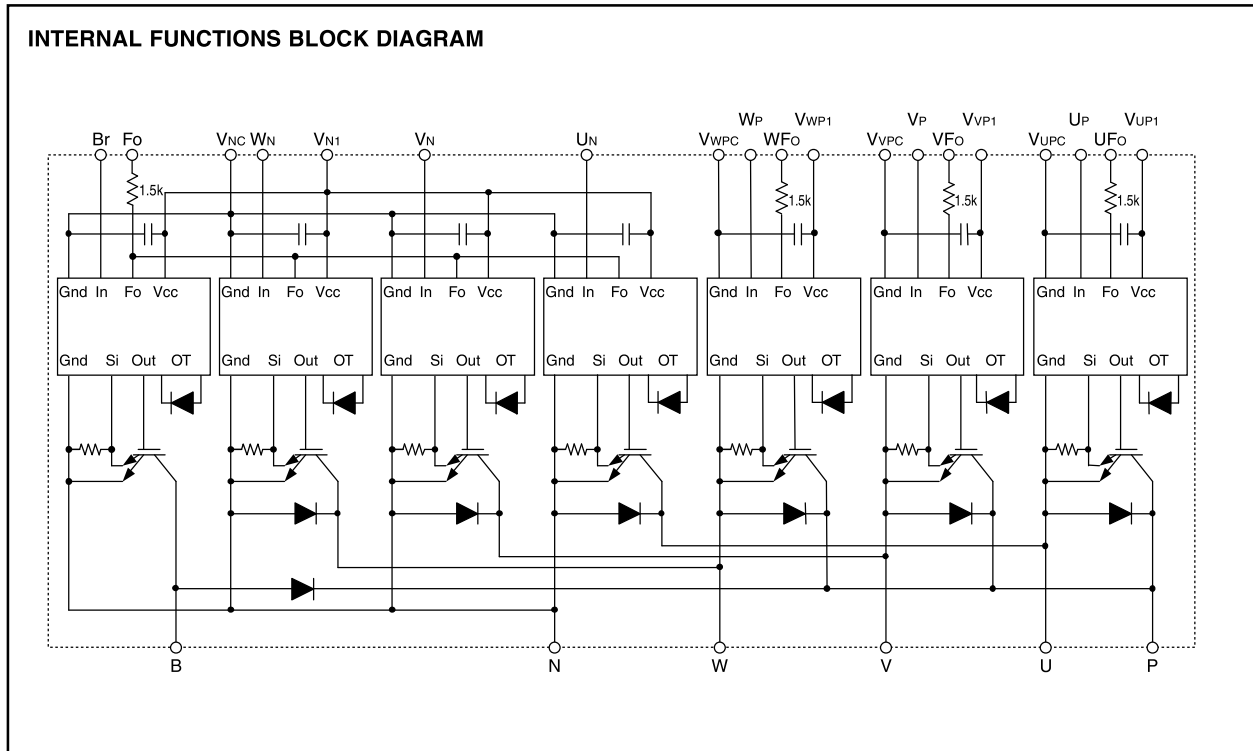 INTERNAL FUNCTIONS BLOCK DIAGRAM
WP VWP1 VP VVP1 UP VUP1
Br FO VNC WN VN1 VN UN VWPC WFO VVPC VFO VUPC UFO
1.5k 1.5k 1.5k 1.5k
Gnd In Fo Vcc Gnd In Fo Vcc Gnd In Fo Vcc Gnd In Fo Vcc Gnd In Fo Vcc Gnd In Fo Vcc Gnd In Fo Vcc
Gnd Si Out OT Gnd Si Out OT Gnd Si Out OT Gnd Si Out OT Gnd Si Out OT Gnd Si Out OT Gnd Si Out OT
B N W V U P